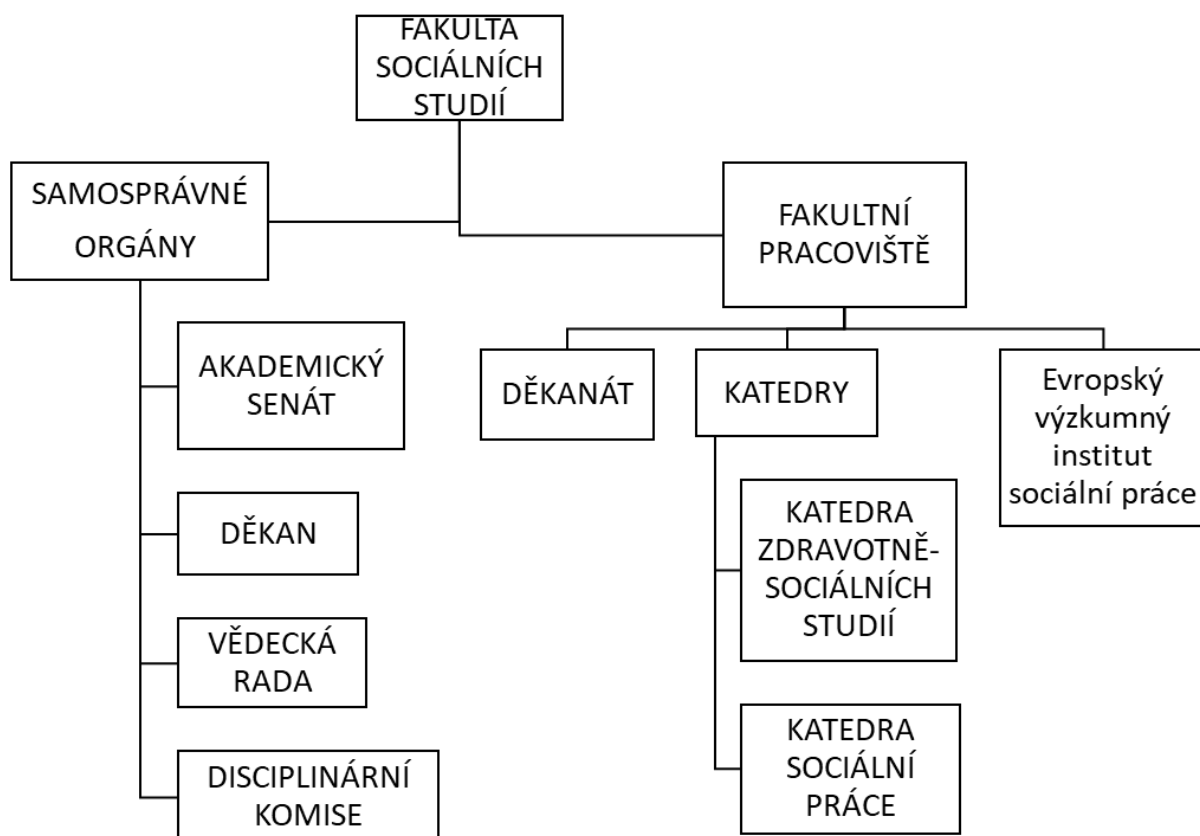 FAKULTA
SOCIÁLNÍCH
STUDIÍ
SAMOSPRÁVNÉ
ORGÁNY
AKADEMICKÝ
SENÁT
DĚKAN
VĚDECKÁ
RADA
DISCIPLINÁRNÍ
KOMISE
FAKULTNÍ
PRACOVIŠTĚ
DĚKANÁT
KATEDRY
KATEDRA
ZDRAVOTNĚ-
SOCIÁLNÍCH
STUDIÍ
KATEDRA
SOCIÁLNÍ
PRÁCE
Evropský
výzkumný
institut
sociální práce